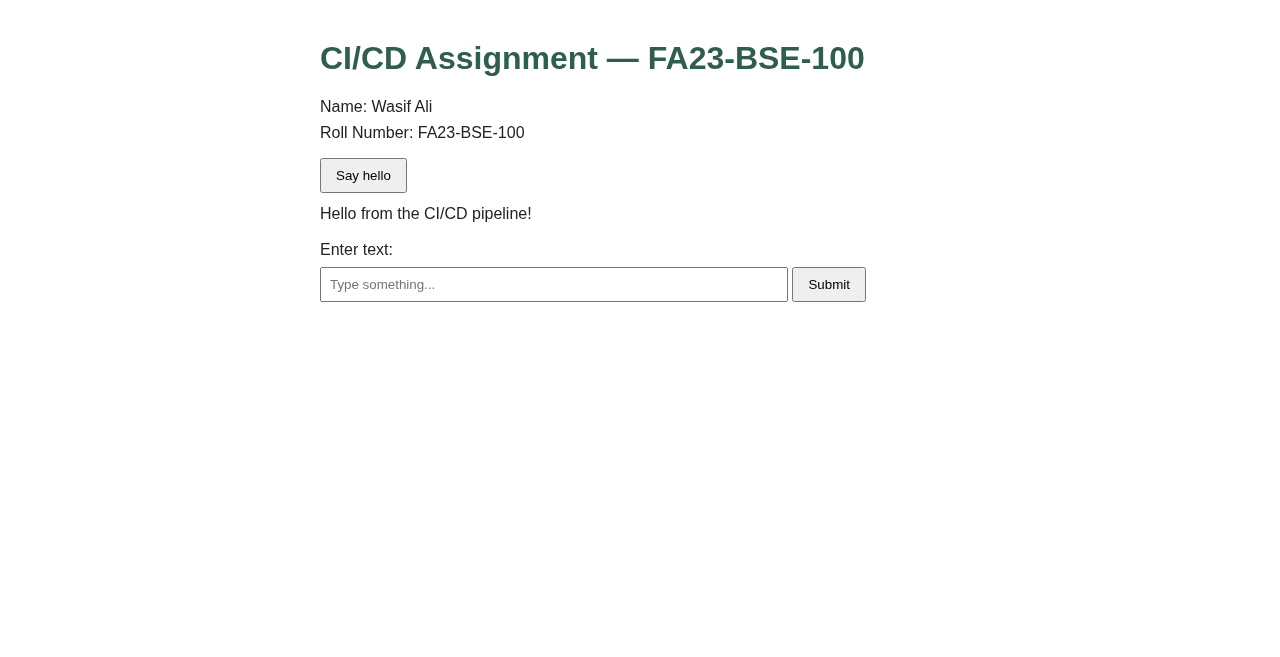 CI/CD Assignment — FA23-BSE-100
Name: Wasif Ali
Roll Number: FA23-BSE-100
Say hello
Hello from the CI/CD pipeline!
Enter text:
Type something... Submit